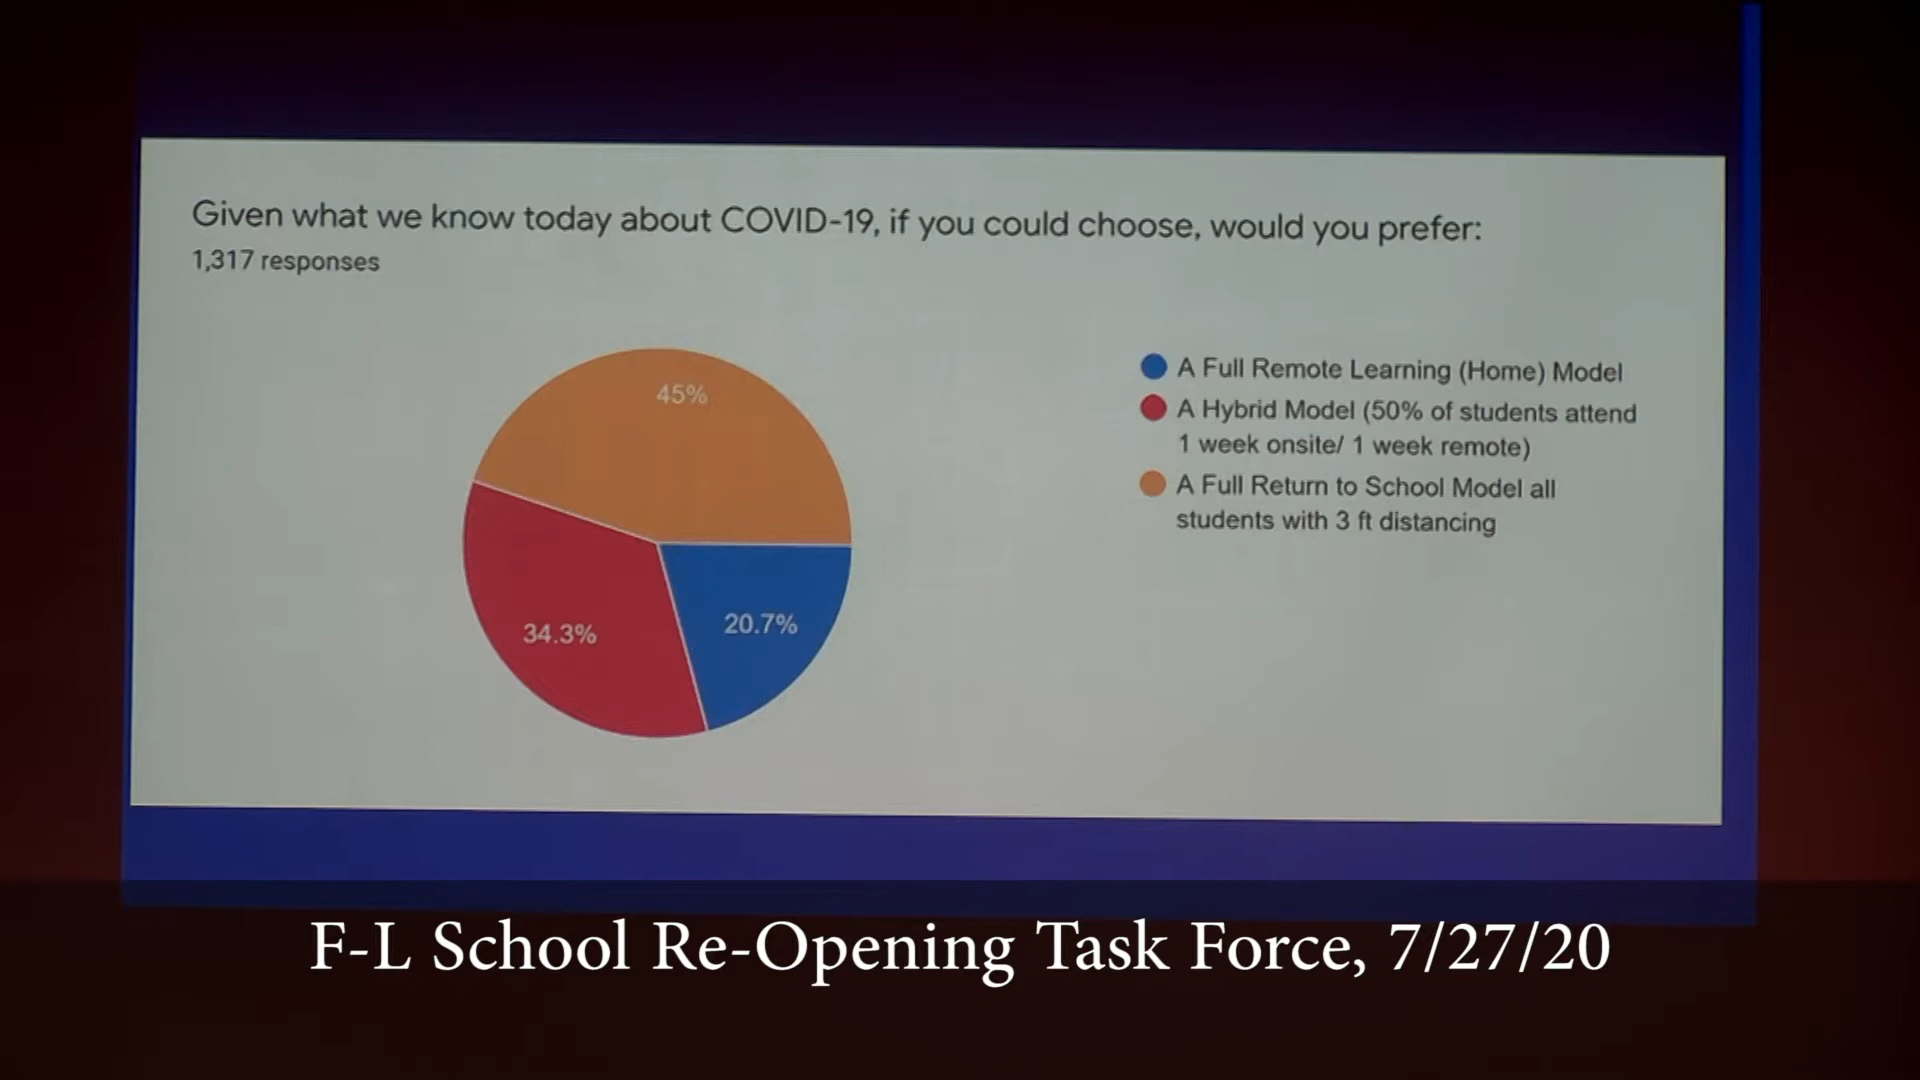 Given what we know today about COVID-19, if you could choose, would you prefer:
1,317 responses
45%
34.3%
20.7%
A Full Remote Learning (Home) Model
A Hybrid Model (50% of students attend
1 week onsite/ 1 week remote)
A Full Return to School Model all
students with 3 ft distancing
F-L School Re-Opening Task Force, 7/27/20